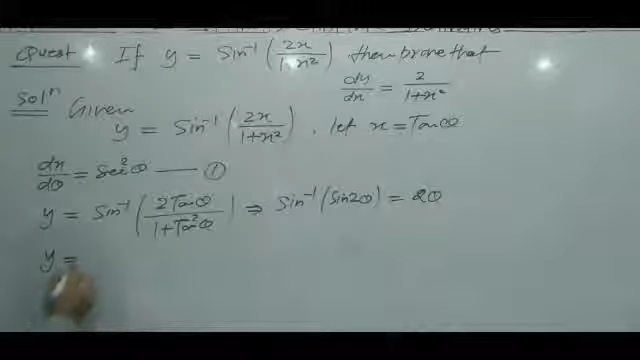 Quest If y = Sin⁻¹(2x/1 x²) then prove that
dy/dx = 2/1+x²
Solⁿ Given
y = Sin⁻¹(2x/1+x²), let x = Tanθ
dx/dθ = Sec²θ —— ①
y = Sin⁻¹(2Tanθ/1+Tan²θ) ⇒ Sin⁻¹(Sin2θ) = 2θ
y =